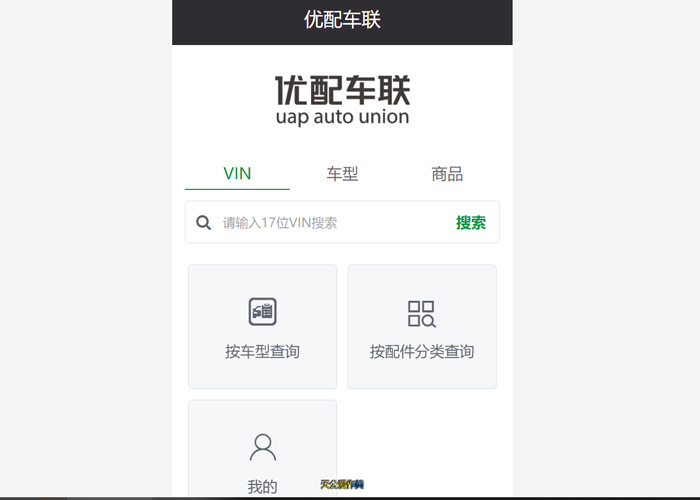 优配车联
优配车联
uap auto union
VIN 车型 商品
请输入17位VIN搜索 搜索
按车型查询 按配件分类查询
我的
天公爱作美